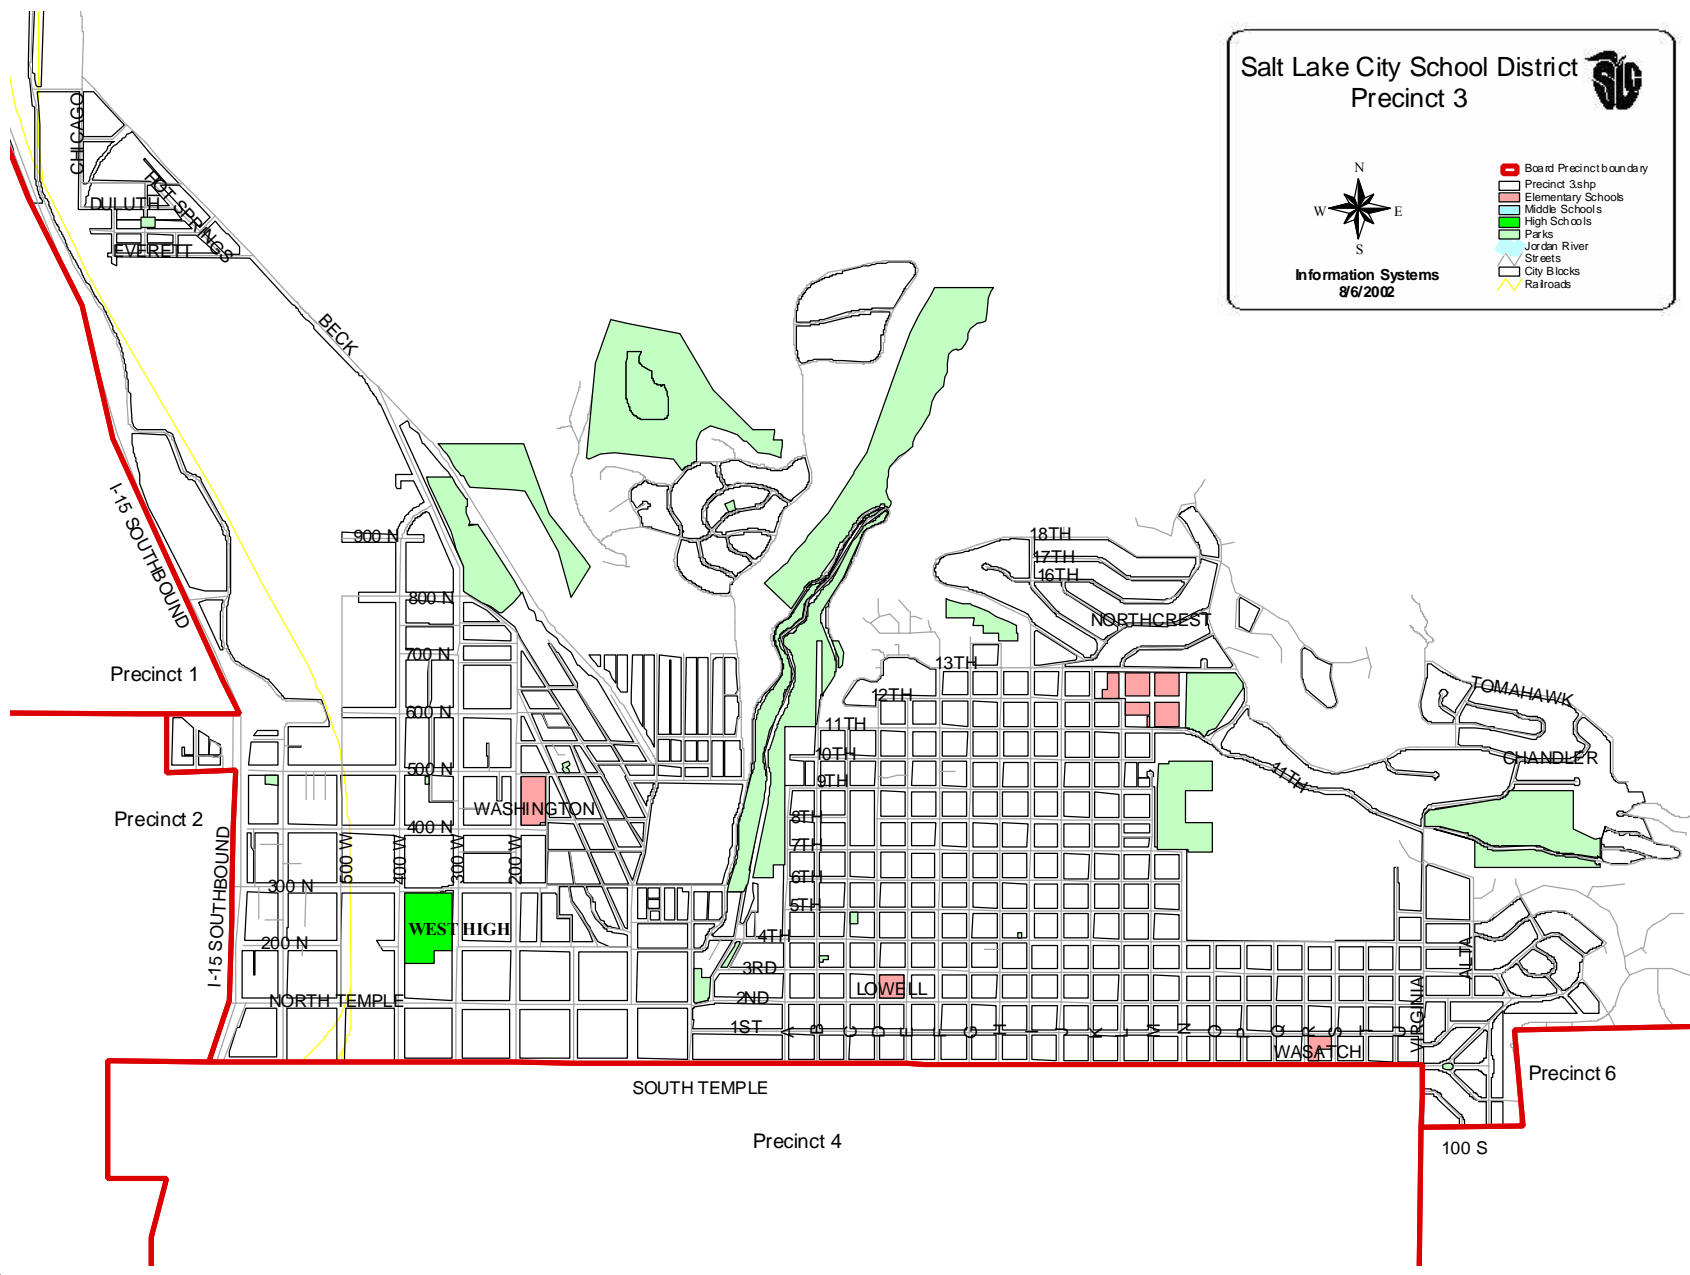 Salt Lake City School District
Precinct 3
SLC
N
W
E
S
Information Systems
8/6/2002
Board Precinct boundary
Precinct 3.shp
Elementary Schools
Middle Schools
High Schools
Parks
Jordan River
Streets
City Blocks
Railroads
CHICAGO
HOT SPRINGS
DULUTH
EVERETT
BECK
I-15 SOUTHBOUND
900 N
800 N
700 N
600 N
500 N
400 N
300 N
200 N
NORTH TEMPLE
500 W
400 W
300 W
200 W
WASHINGTON
WEST HIGH
I-15 SOUTHBOUND
Precinct 1
Precinct 2
18TH
17TH
16TH
NORTHCREST
13TH
12TH
11TH
10TH
9TH
8TH
7TH
6TH
5TH
4TH
3RD
2ND
1ST
11TH
TOMAHAWK
CHANDLER
LOWELL
A B C D E F G H I J K L M N O P Q R S T U
VIRGINIA
ALTA
WASATCH
SOUTH TEMPLE
Precinct 4
Precinct 6
100 S